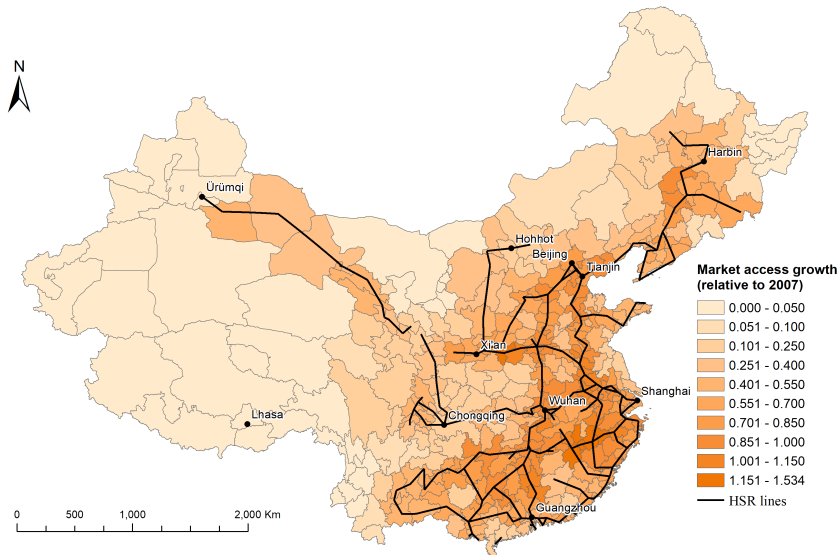 N
Harbin
Ürümqi
Hohhot
Beijing
Tianjin
Market access growth
(relative to 2007)
0.000 - 0.050
0.051 - 0.100
0.101 - 0.250
0.251 - 0.400
0.401 - 0.550
0.551 - 0.700
0.701 - 0.850
0.851 - 1.000
1.001 - 1.150
1.151 - 1.534
HSR lines
Xi'an
Shanghai
Wuhan
Lhasa
Chongqing
Guangzhou
0 500 1,000 2,000 Km